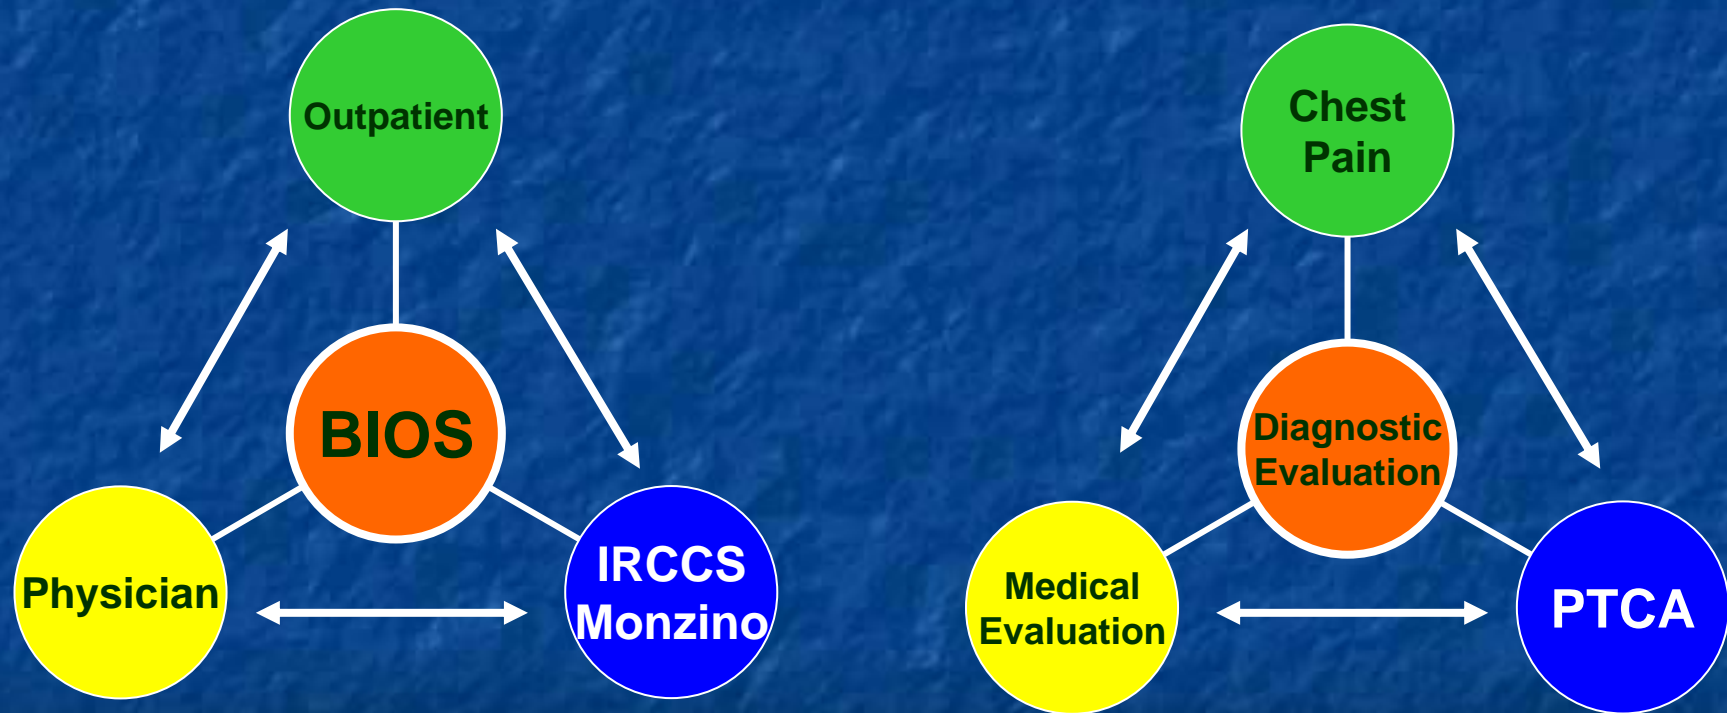 Outpatient
BIOS
Physician
IRCCS
Monzino
Chest
Pain
Diagnostic
Evaluation
Medical
Evaluation
PTCA